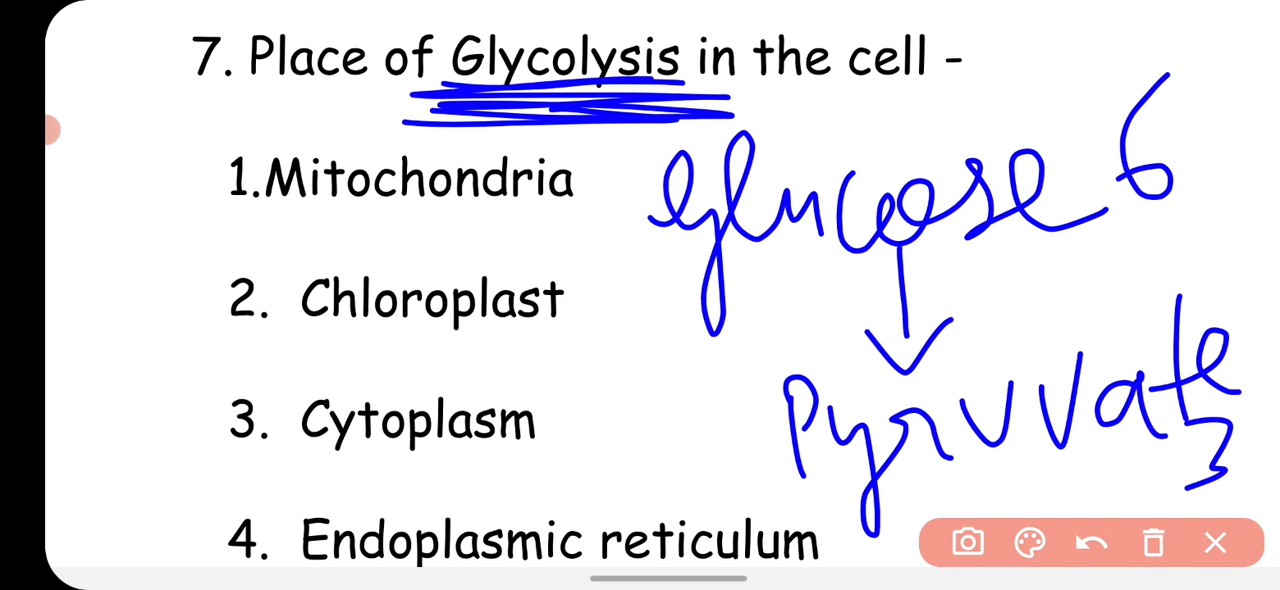 7. Place of Glycolysis in the cell -
1.Mitochondria
glucose 6
2. Chloroplast
Pyruvate 3
3. Cytoplasm
4. Endoplasmic reticulum